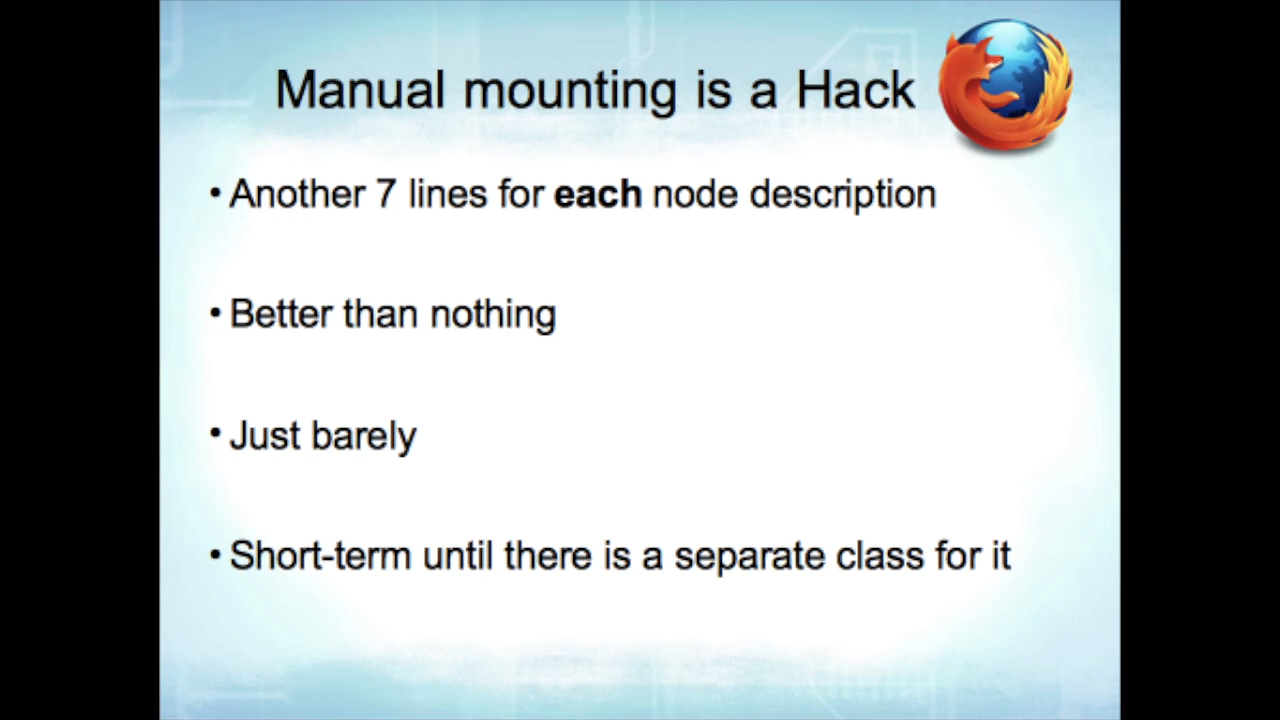 Manual mounting is a Hack
• Another 7 lines for each node description
• Better than nothing
• Just barely
• Short-term until there is a separate class for it